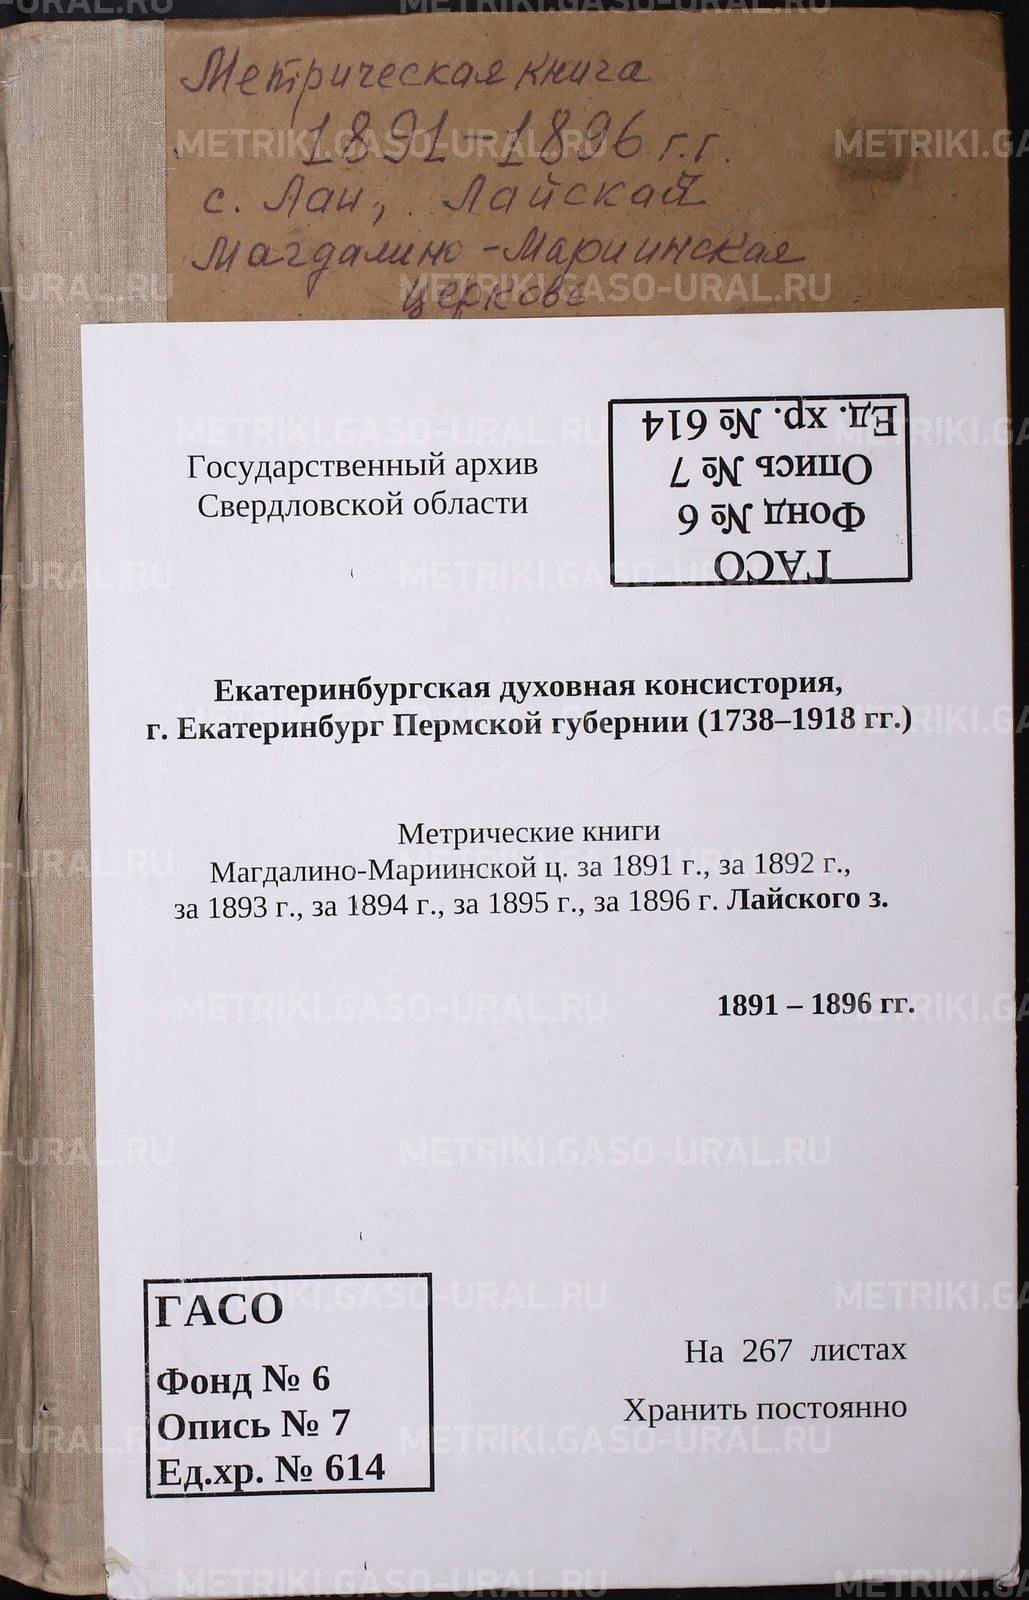 Метрическая книга
1891-1896 г.г.
с. Лаи, Лайская
Магдалино-Мариинская
церковь
Государственный архив
Свердловской области
ГАСО
Фонд № 6
Опись № 7
Ед. хр. № 614
Екатеринбургская духовная консистория,
г. Екатеринбург Пермской губернии (1738–1918 гг.)
Метрические книги
Магдалино-Мариинской ц. за 1891 г., за 1892 г.,
за 1893 г., за 1894 г., за 1895 г., за 1896 г. Лайского з.
1891 – 1896 гг.
ГАСО
Фонд № 6
Опись № 7
Ед.хр. № 614
На 267 листах
Хранить постоянно
METRIKI.GASO-URAL.RU